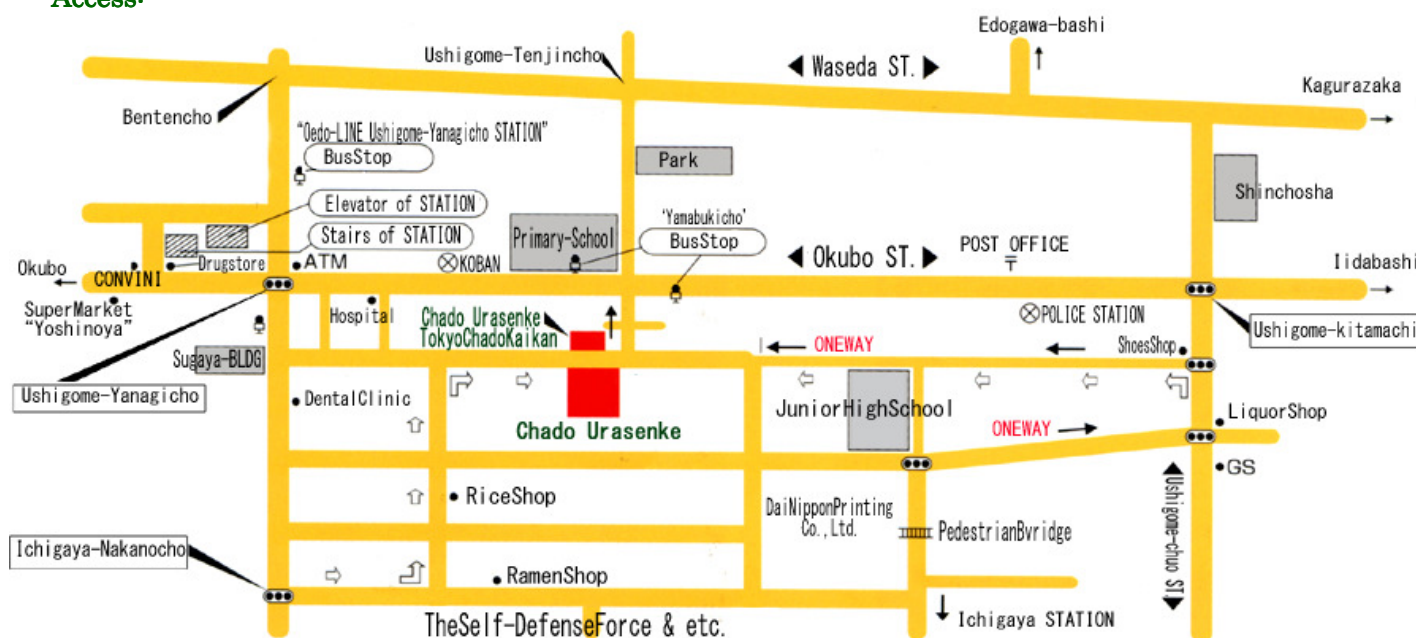 Access:
Edogawa-bashi
Ushigome-Tenjincho
◀ Waseda ST. ▶
Kagurazaka
Bentencho
"Oedo-LINE Ushigome-Yanagicho STATION"
BusStop
Park
Shinchosha
Elevator of STATION
Stairs of STATION
Primary-School
'Yamabukicho'
BusStop
POST OFFICE
〒
Okubo
CONVINI
Drugstore
ATM
KOBAN
◀ Okubo ST. ▶
Iidabashi
SuperMarket
"Yoshinoya"
Hospital
Chado Urasenke
TokyoChadoKaikan
POLICE STATION
Ushigome-kitamachi
Sugaya-BLDG
ONEWAY
ShoesShop
Ushigome-Yanagicho
DentalClinic
JuniorHighSchool
LiquorShop
Chado Urasenke
ONEWAY
GS
RiceShop
DaiNipponPrinting
Co.,Ltd.
PedestrianBvridge
◀ Ushigome-chuo ST. ▶
Ichigaya-Nakanocho
RamenShop
Ichigaya STATION
TheSelf-DefenseForce & etc.